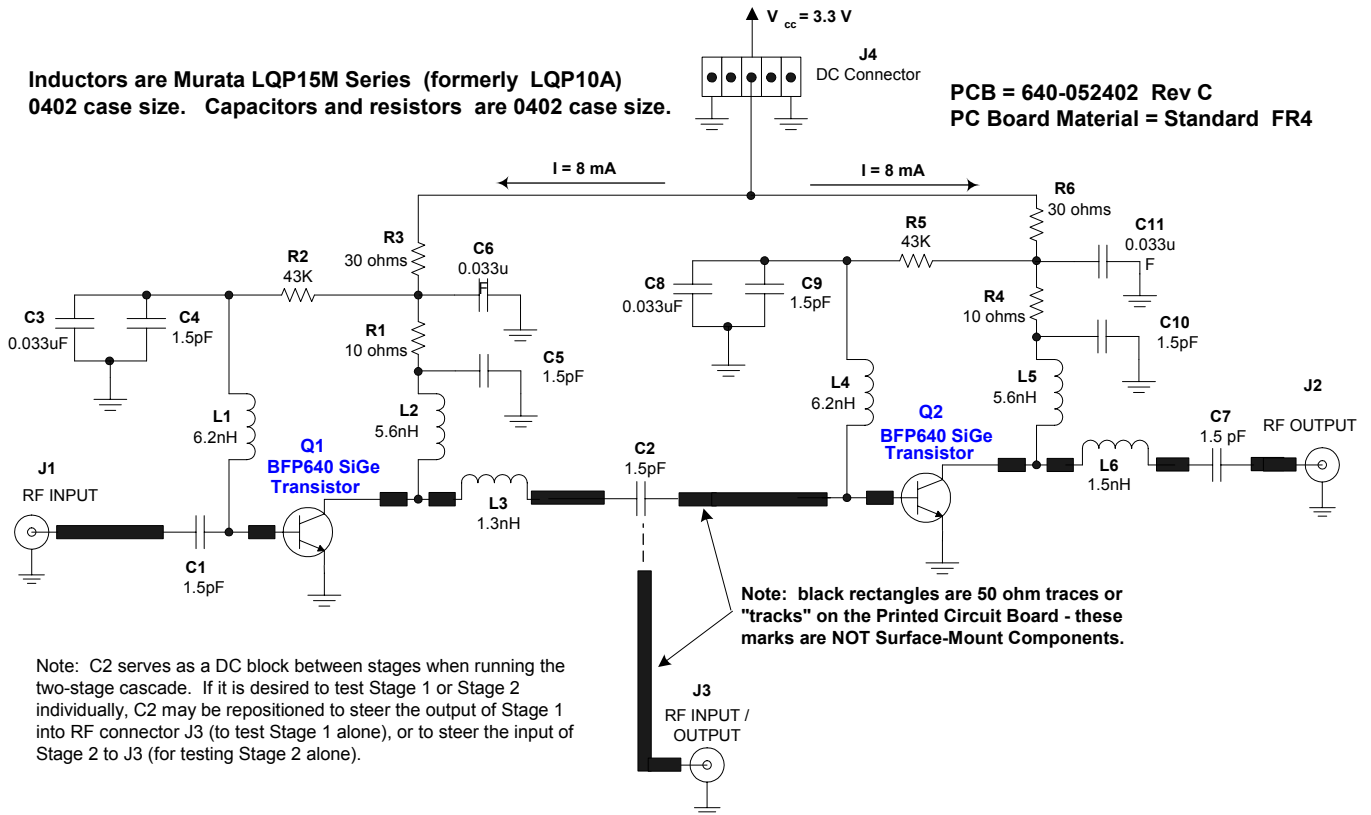 V cc = 3.3 V
J4
DC Connector
Inductors are Murata LQP15M Series (formerly LQP10A)
0402 case size. Capacitors and resistors are 0402 case size.
PCB = 640-052402 Rev C
PC Board Material = Standard FR4
I = 8 mA
I = 8 mA
R3
30 ohms
R2
43K
C6
0.033u
F
C3
0.033uF
C4
1.5pF
R1
10 ohms
C5
1.5pF
L1
6.2nH
L2
5.6nH
Q1
BFP640 SiGe
Transistor
J1
RF INPUT
C1
1.5pF
L3
1.3nH
C2
1.5pF
R6
30 ohms
R5
43K
C11
0.033u
F
C8
0.033uF
C9
1.5pF
R4
10 ohms
C10
1.5pF
L4
6.2nH
L5
5.6nH
Q2
BFP640 SiGe
Transistor
L6
1.5nH
C7
1.5 pF
J2
RF OUTPUT
Note: black rectangles are 50 ohm traces or
"tracks" on the Printed Circuit Board - these
marks are NOT Surface-Mount Components.
Note: C2 serves as a DC block between stages when running the
two-stage cascade. If it is desired to test Stage 1 or Stage 2
individually, C2 may be repositioned to steer the output of Stage 1
into RF connector J3 (to test Stage 1 alone), or to steer the input of
Stage 2 to J3 (for testing Stage 2 alone).
J3
RF INPUT /
OUTPUT